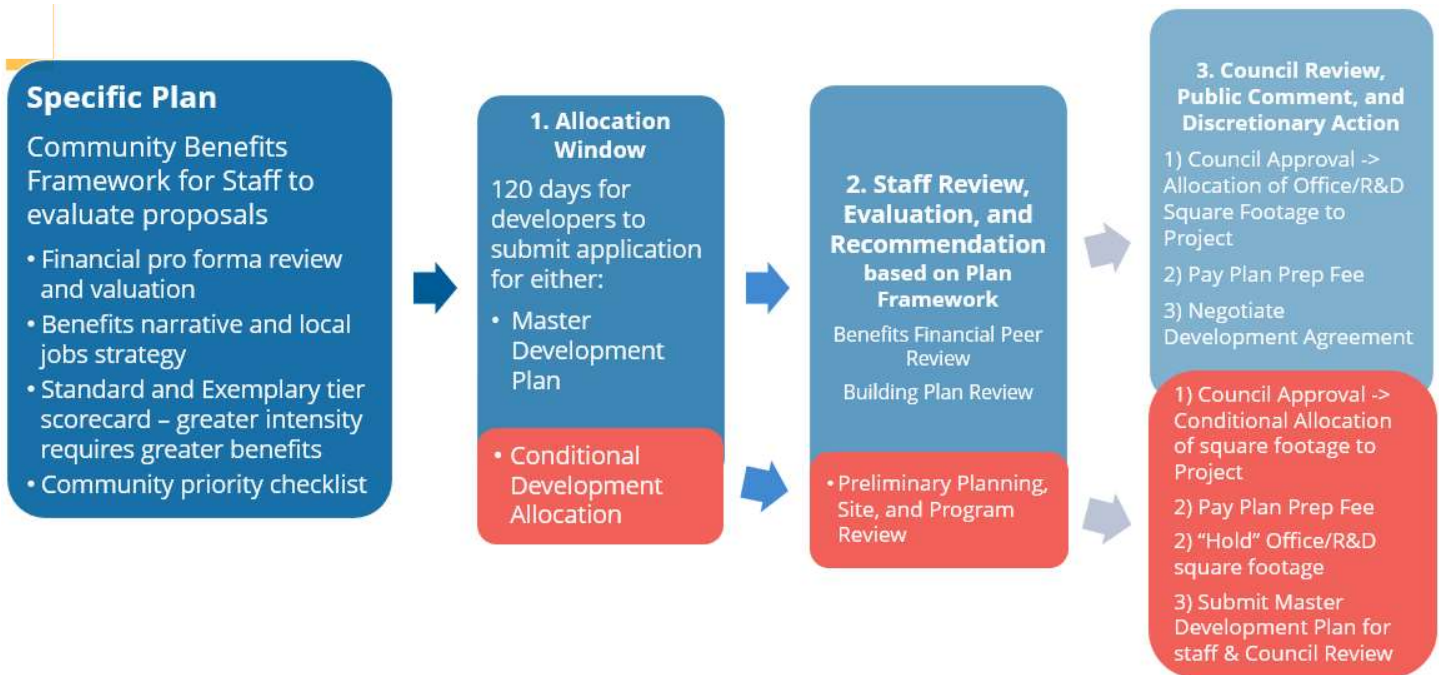 Specific Plan
Community Benefits
Framework for Staff to
evaluate proposals
• Financial pro forma review
and valuation
• Benefits narrative and local
jobs strategy
• Standard and Exemplary tier
scorecard – greater intensity
requires greater benefits
• Community priority checklist
1. Allocation
Window
120 days for
developers to
submit application
for either:
• Master
Development
Plan
• Conditional
Development
Allocation
2. Staff Review,
Evaluation, and
Recommendation
based on Plan
Framework
Benefits Financial Peer
Review
Building Plan Review
• Preliminary Planning,
Site, and Program
Review
3. Council Review,
Public Comment, and
Discretionary Action
1) Council Approval ->
Allocation of Office/R&D
Square Footage to
Project
2) Pay Plan Prep Fee
3) Negotiate
Development Agreement
1) Council Approval ->
Conditional Allocation
of square footage to
Project
2) Pay Plan Prep Fee
2) “Hold” Office/R&D
square footage
3) Submit Master
Development Plan for
staff & Council Review